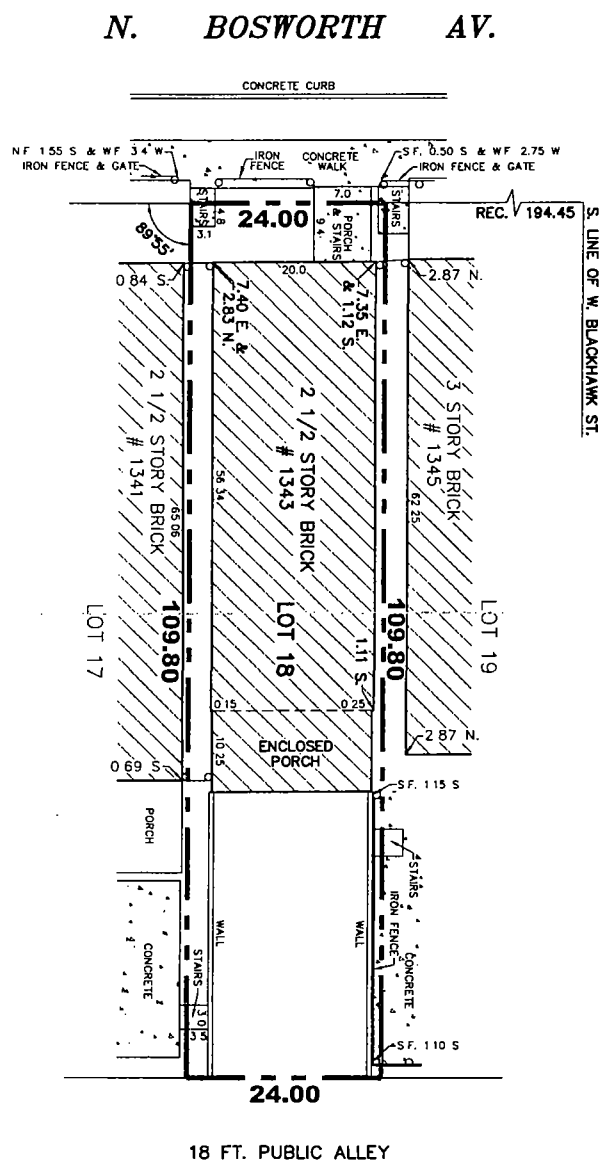 N. BOSWORTH AV.
CONCRETE CURB
NF 1.55 S & WF 3.4 W
IRON FENCE & GATE
IRON
FENCE
CONCRETE
WALK
S.F. 0.50 S & WF 2.75 W
IRON FENCE & GATE
STAIRS
4.8
3.1
24.00
7.0
9.4
PORCH
& STAIRS
STAIRS
REC. 194.45
S. LINE OF W. BLACKHAWK ST.
89°55'
0.84 S.
20.0
7.40 E. &
2.83 N.
7.35 E.
& 1.12 S.
2.87 N.
2 1/2 STORY BRICK
# 1341
2 1/2 STORY BRICK
# 1343
3 STORY BRICK
# 1345
65.06
56.34
62.25
LOT 17
109.80
LOT 18
109.80
LOT 19
1.11 S.
0.15
0.25
10.25
ENCLOSED
PORCH
2.87 N.
0.69 S.
S.F. 1.15 S
PORCH
STAIRS
WALL
WALL
IRON FENCE
CONCRETE
CONCRETE
STAIRS
3.0
3.5
S.F. 1.10 S
24.00
18 FT. PUBLIC ALLEY